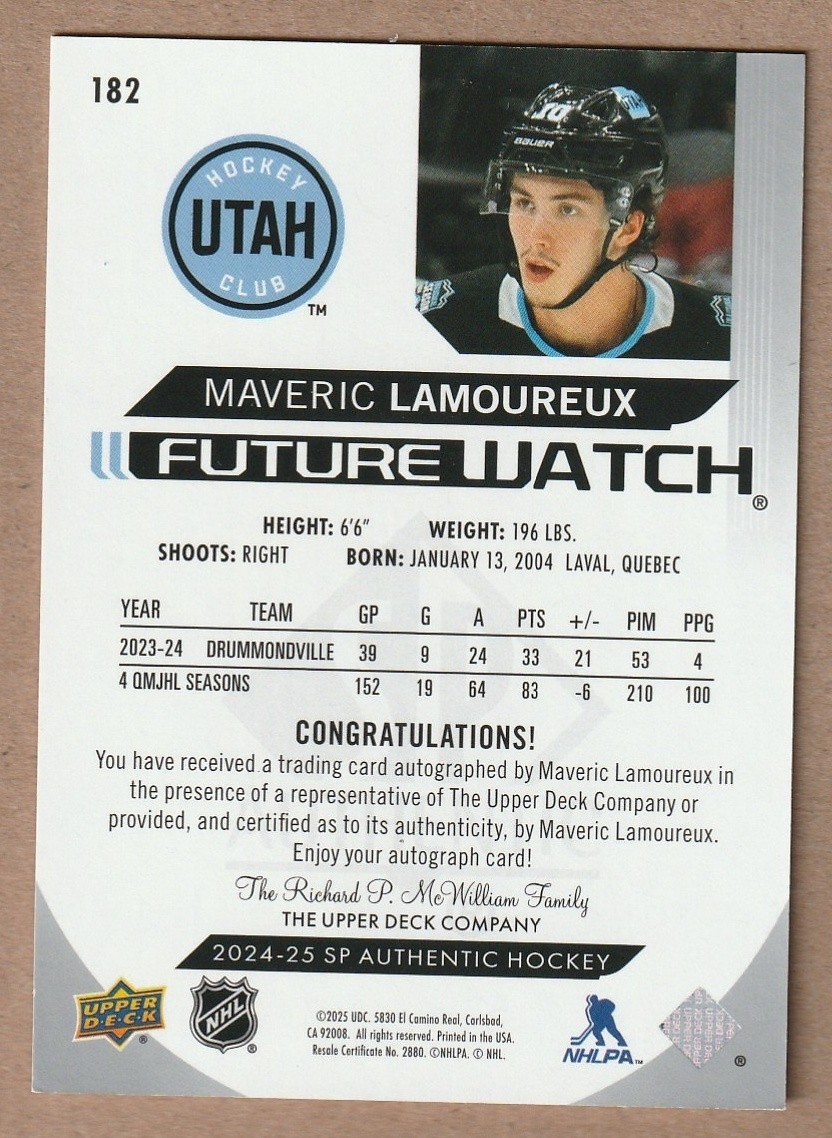 182
HOCKEY
UTAH
CLUB
TM
10
UTAH
BAUER
MAVERIC LAMOUREUX
FUTURE WATCH®
HEIGHT: 6'6" WEIGHT: 196 LBS.
SHOOTS: RIGHT BORN: JANUARY 13, 2004 LAVAL, QUEBEC
YEAR TEAM GP G A PTS +/- PIM PPG
2023-24 DRUMMONDVILLE 39 9 24 33 21 53 4
4 QMJHL SEASONS 152 19 64 83 -6 210 100
CONGRATULATIONS!
You have received a trading card autographed by Maveric Lamoureux in
the presence of a representative of The Upper Deck Company or
provided, and certified as to its authenticity, by Maveric Lamoureux.
Enjoy your autograph card!
The Richard P. McWilliam Family
THE UPPER DECK COMPANY
2024-25 SP AUTHENTIC HOCKEY
UPPER
DECK®
NHL®
©2025 UDC. 5830 El Camino Real, Carlsbad,
CA 92008. All rights reserved. Printed in the USA.
Resale Certificate No. 2880. ©NHLPA. © NHL.
NHLPA™
UPPER DECK
®